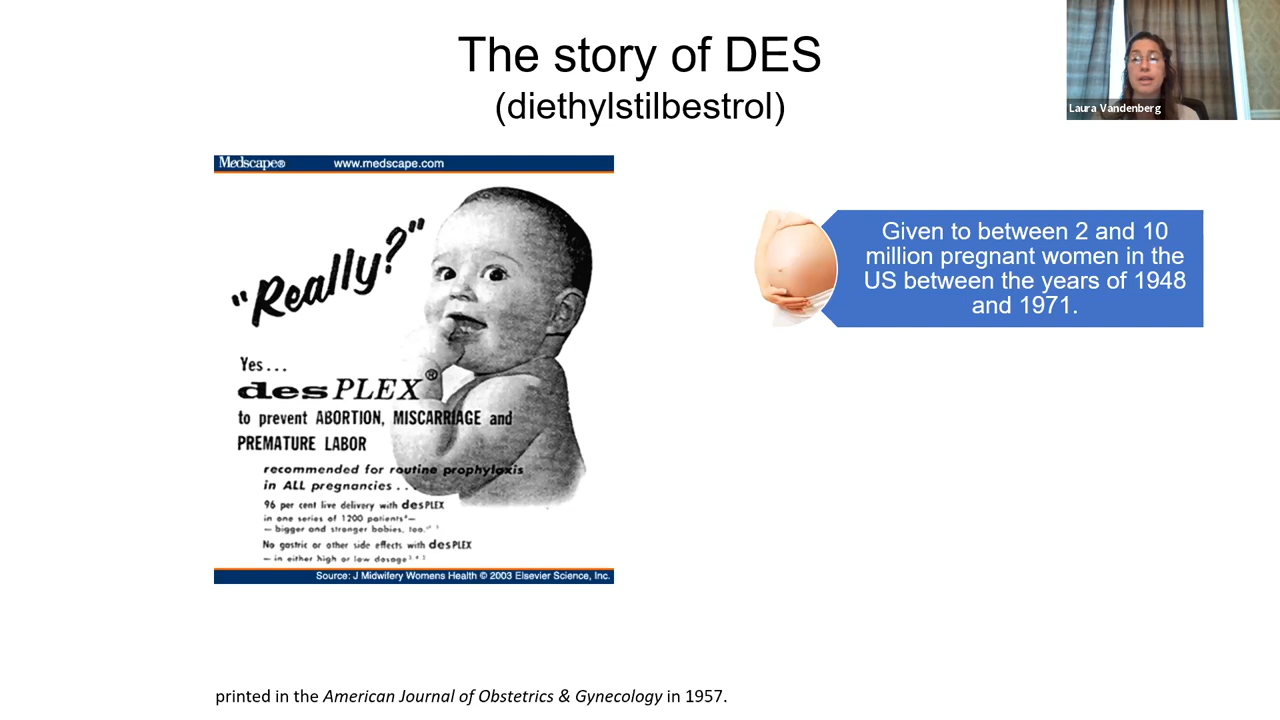 The story of DES
(diethylstilbestrol)
Laura Vandenberg
Medscape® www.medscape.com
"Really?"
Yes...
desPLEX®
to prevent ABORTION, MISCARRIAGE and
PREMATURE LABOR
recommended for routine prophylaxis
in ALL pregnancies . . .
96 per cent live delivery with desPLEX
in one series of 1200 patients⁴—
— bigger and stronger babies, too.
No gastric or other side effects with desPLEX
— in either high or low dosage
Source: J Midwifery Womens Health © 2003 Elsevier Science, Inc.
Given to between 2 and 10
million pregnant women in the
US between the years of 1948
and 1971.
printed in the American Journal of Obstetrics & Gynecology in 1957.